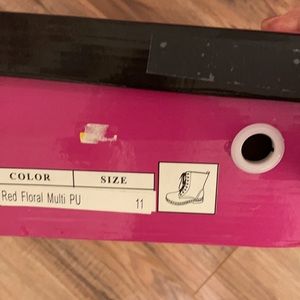 COLOR SIZE
Red Floral Multi PU 11